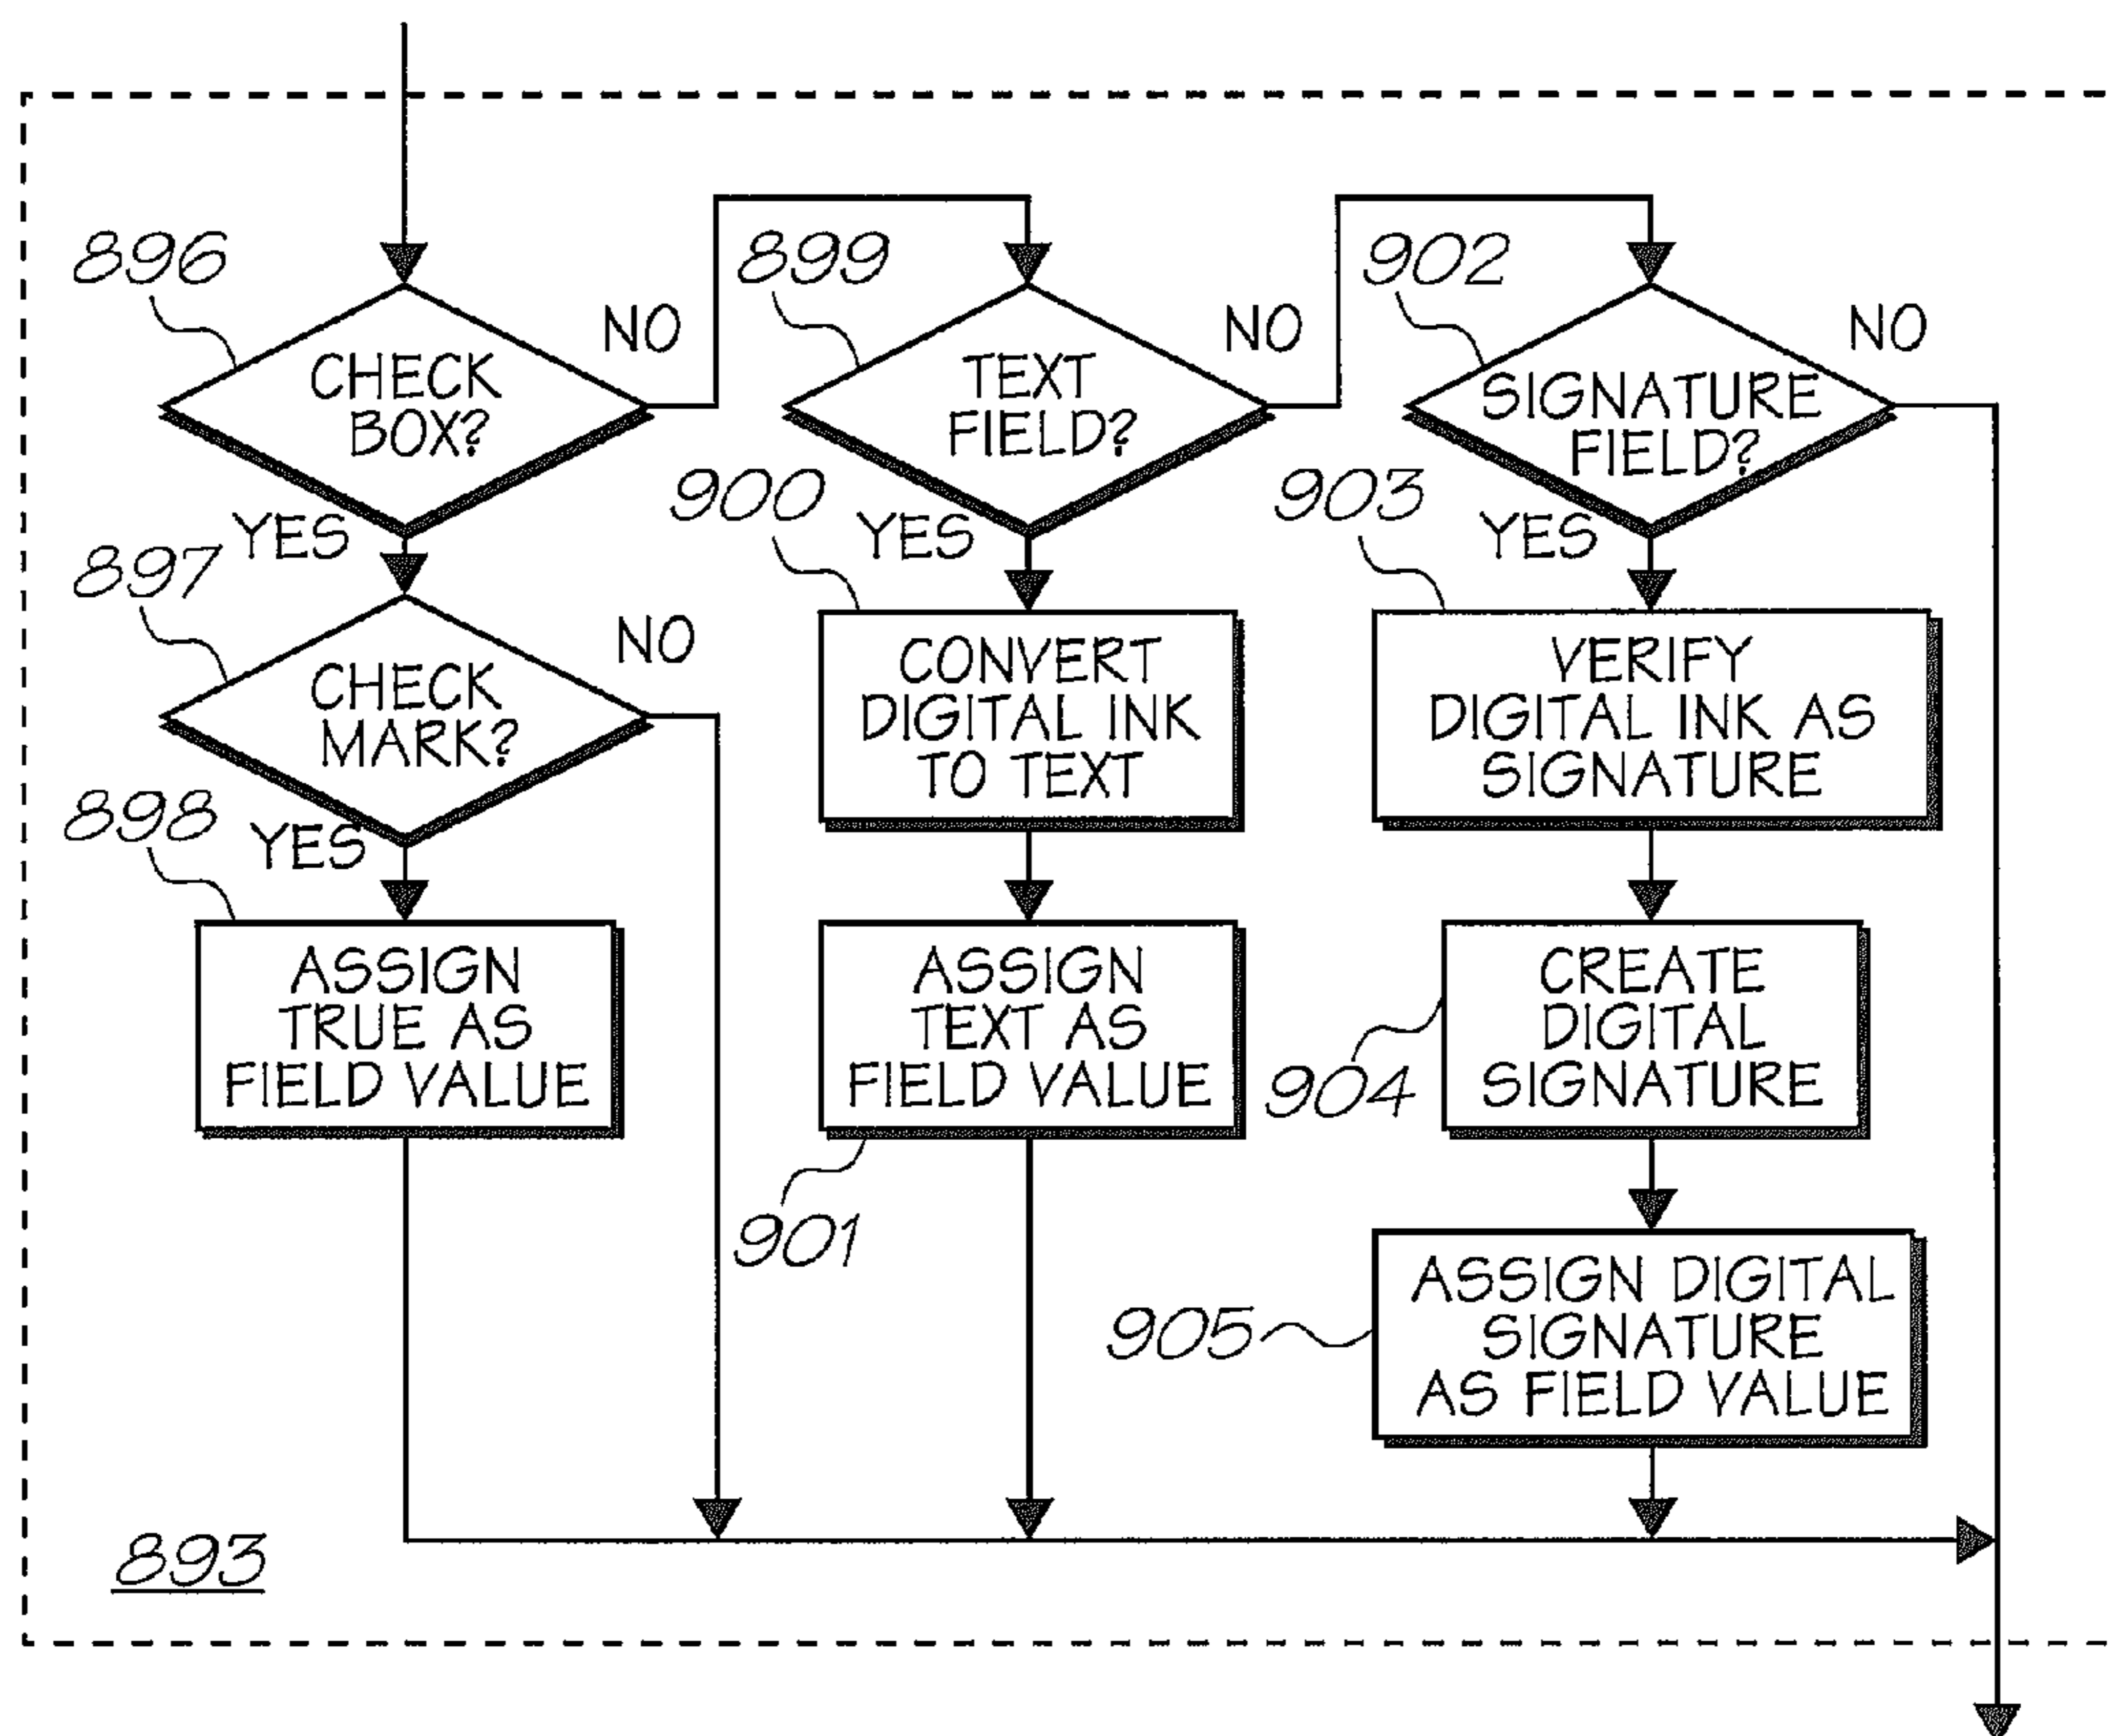 896
CHECK
BOX?
NO
YES
899
TEXT
FIELD?
NO
YES
902
SIGNATURE
FIELD?
NO
YES
897
CHECK
MARK?
NO
YES
900
CONVERT
DIGITAL INK
TO TEXT
903
VERIFY
DIGITAL INK AS
SIGNATURE
898
ASSIGN
TRUE AS
FIELD VALUE
ASSIGN
TEXT AS
FIELD VALUE
901
CREATE
DIGITAL
SIGNATURE
904
905
ASSIGN DIGITAL
SIGNATURE
AS FIELD VALUE
893